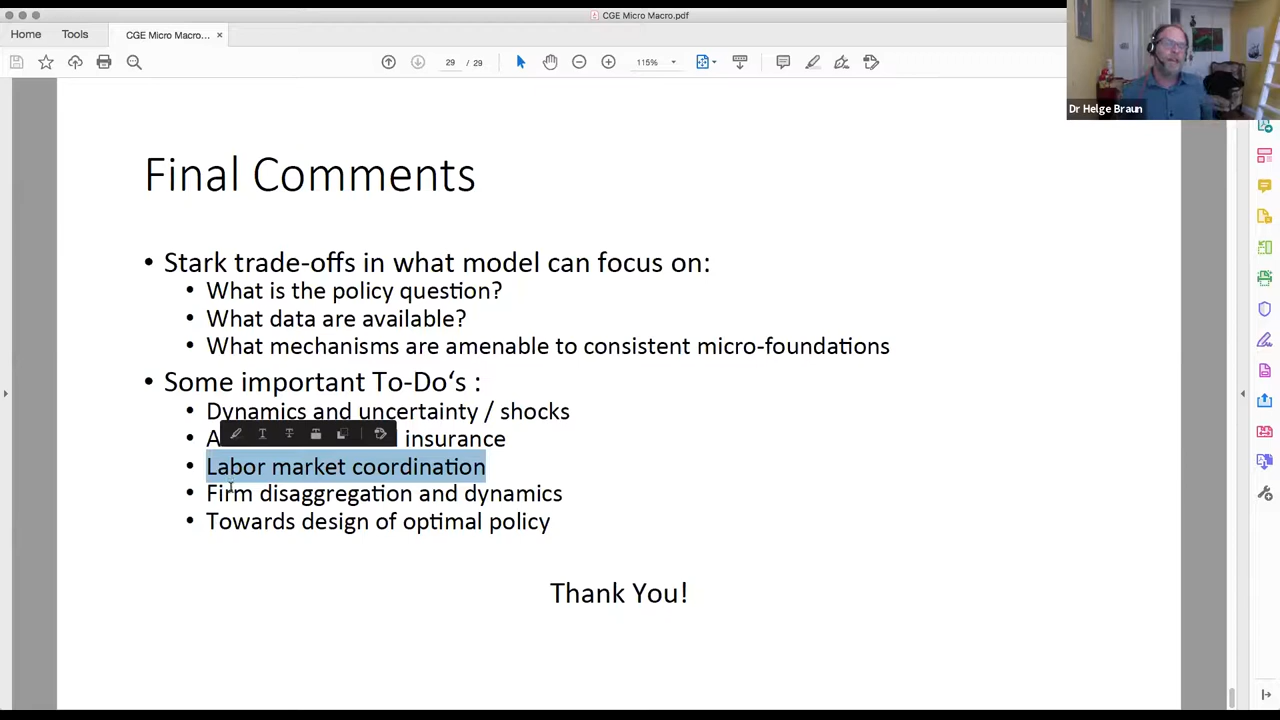 CGE Micro Macro.pdf
Home
Tools
CGE Micro Macro... ×
29 / 29
115%
Dr Helge Braun
Final Comments
• Stark trade-offs in what model can focus on:
• What is the policy question?
• What data are available?
• What mechanisms are amenable to consistent micro-foundations
• Some important To-Do‘s :
• Dynamics and uncertainty / shocks
• insurance
• Labor market coordination
• Firm disaggregation and dynamics
• Towards design of optimal policy
Thank You!